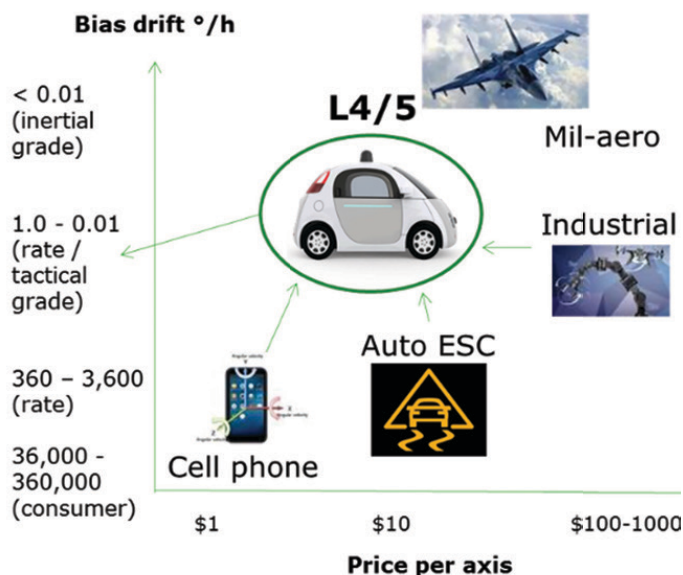 Bias drift °/h
< 0.01
(inertial
grade)
L4/5
Mil-aero
1.0 - 0.01
(rate /
tactical
grade)
Industrial
Auto ESC
360 – 3,600
(rate)
Cell phone
36,000 -
360,000
(consumer)
$1
$10
$100-1000
Price per axis